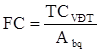 FC = TC_VĐT / A_bq